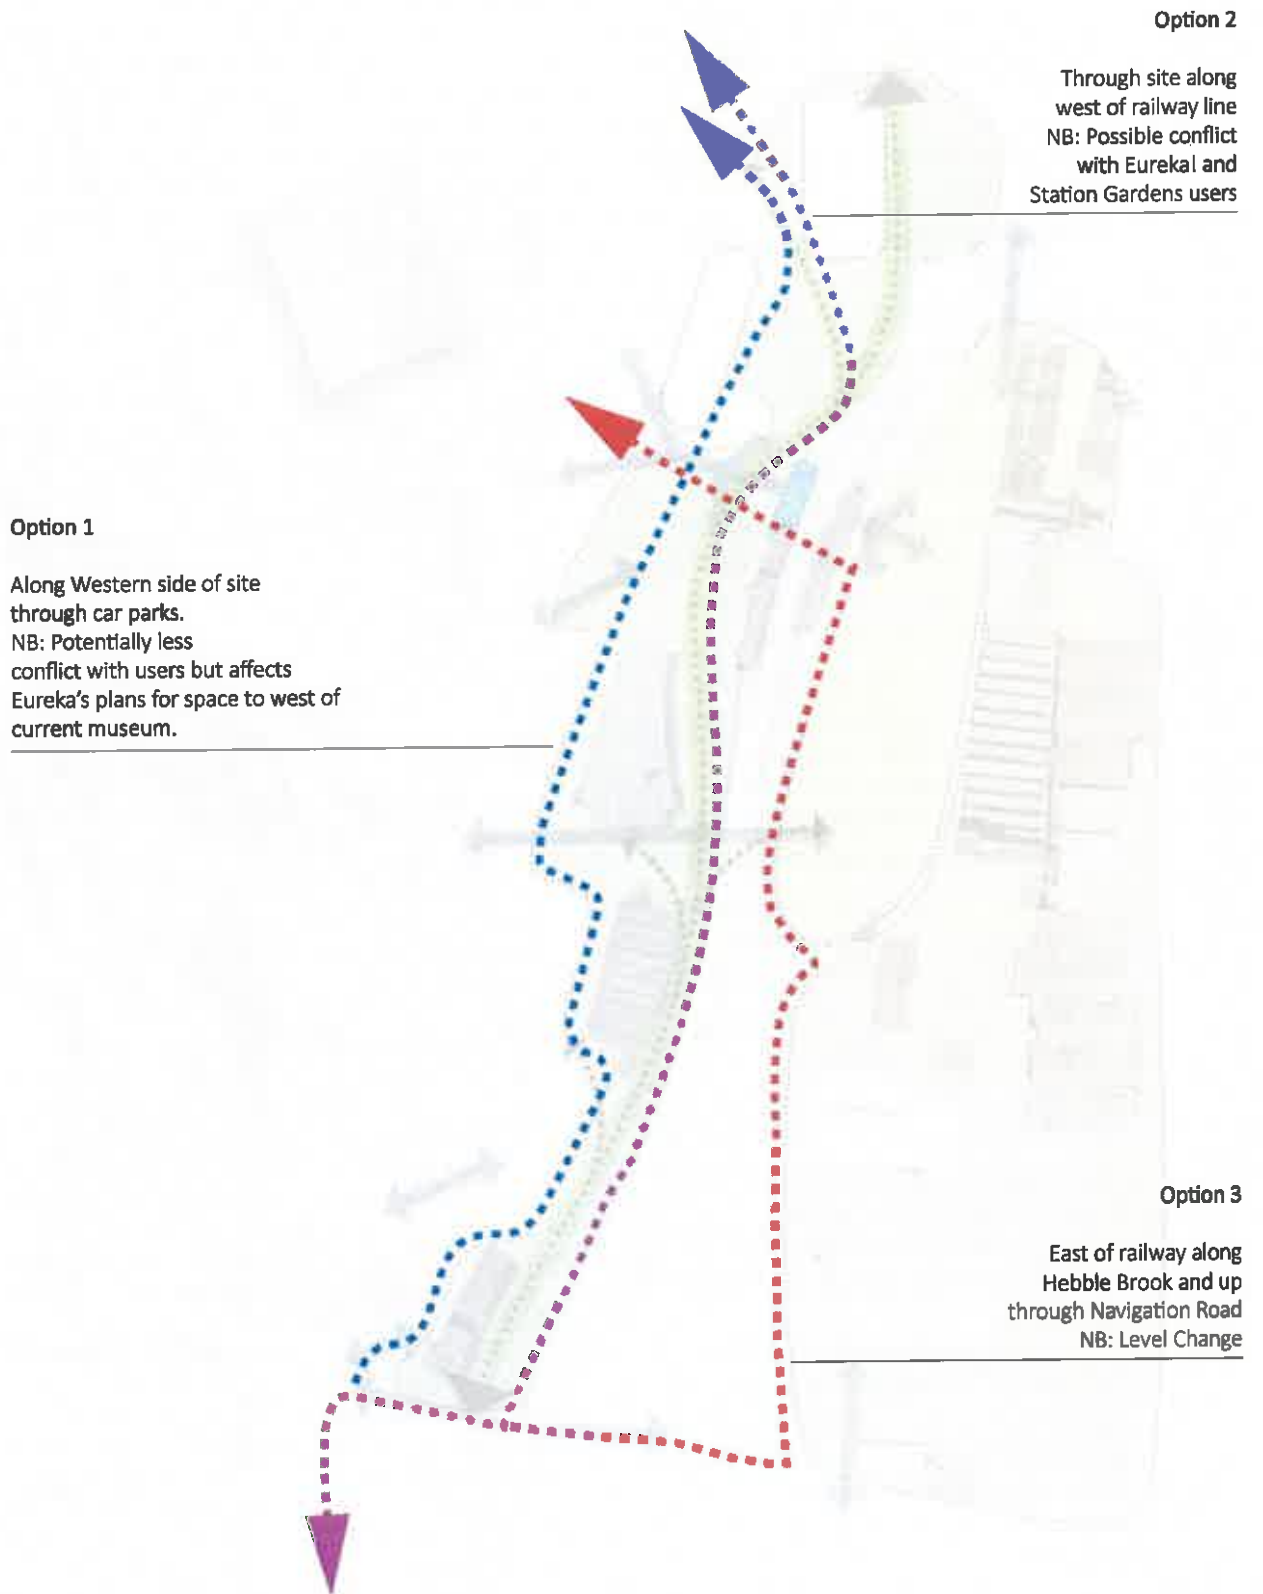 Option 2
Through site along
west of railway line
NB: Possible conflict
with Eurekal and
Station Gardens users
Option 1
Along Western side of site
through car parks.
NB: Potentially less
conflict with users but affects
Eureka's plans for space to west of
current museum.
Option 3
East of railway along
Hebble Brook and up
through Navigation Road
NB: Level Change